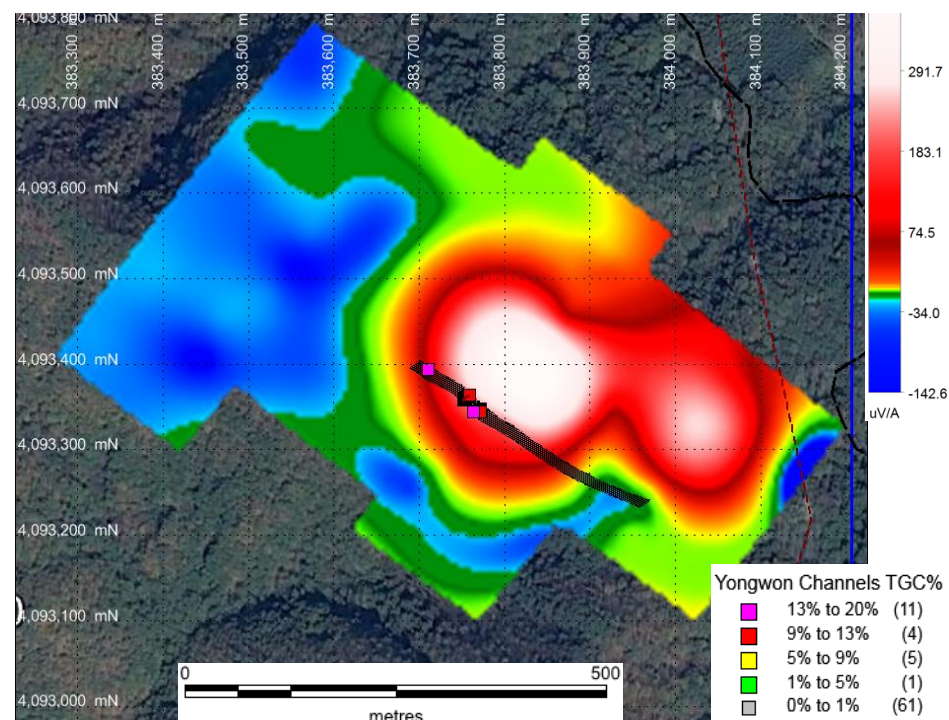 4,093,800 mN
383,300 m
383,400 m
383,500 m
383,600 m
383,700 m
383,800 m
383,900 m
384,000 m
384,100 m
384,200 m
4,093,700 mN
4,093,600 mN
4,093,500 mN
4,093,400 mN
4,093,300 mN
4,093,200 mN
4,093,100 mN
4,093,000 mN
291.7
183.1
74.5
-34.0
-142.6
uV/A
Yongwon Channels TGC%
13% to 20% (11)
9% to 13% (4)
5% to 9% (5)
1% to 5% (1)
0% to 1% (61)
0 500
metres